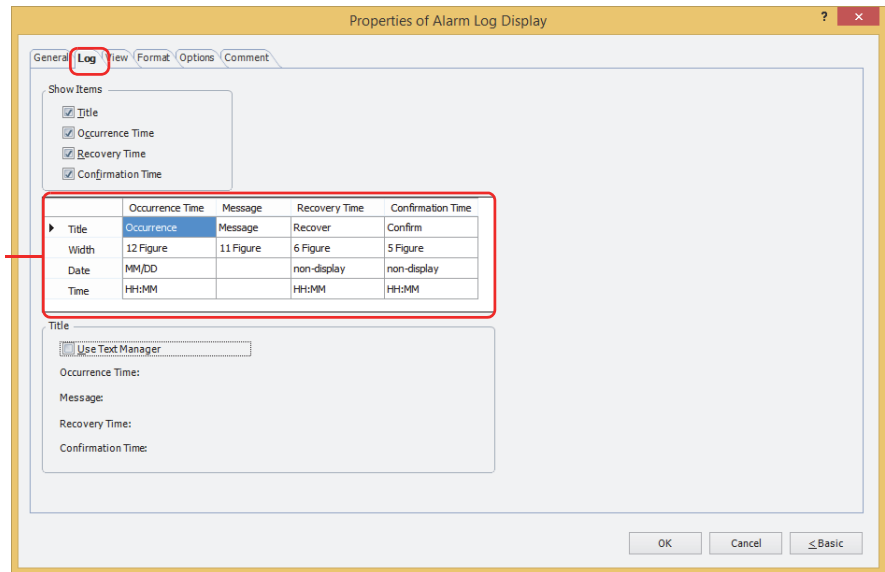 Properties of Alarm Log Display ? ×
General Log View Format Options Comment
Show Items
Title
Occurrence Time
Recovery Time
Confirmation Time
Occurrence Time Message Recovery Time Confirmation Time
Title Occurrence Message Recover Confirm
Width 12 Figure 11 Figure 6 Figure 5 Figure
Date MM/DD non-display non-display
Time HH:MM HH:MM HH:MM
Title
Use Text Manager
Occurrence Time:
Message:
Recovery Time:
Confirmation Time:
OK Cancel < Basic